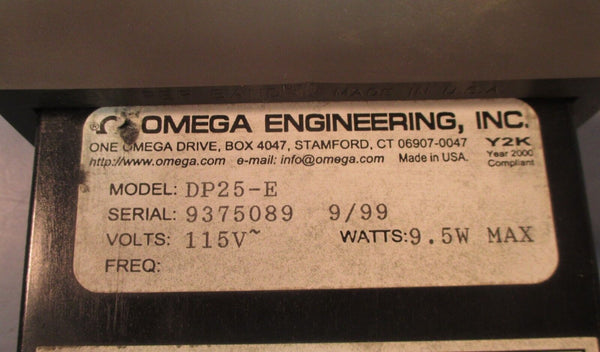 MADE IN U.S.A.
Ω OMEGA ENGINEERING, INC.
ONE OMEGA DRIVE, BOX 4047, STAMFORD, CT 06907-0047 Y2K
http://www.omega.com e-mail: info@omega.com Made in USA. Year 2000
Compliant
MODEL: DP25-E
SERIAL: 9375089 9/99
VOLTS: 115V~ WATTS: 9.5W MAX
FREQ: